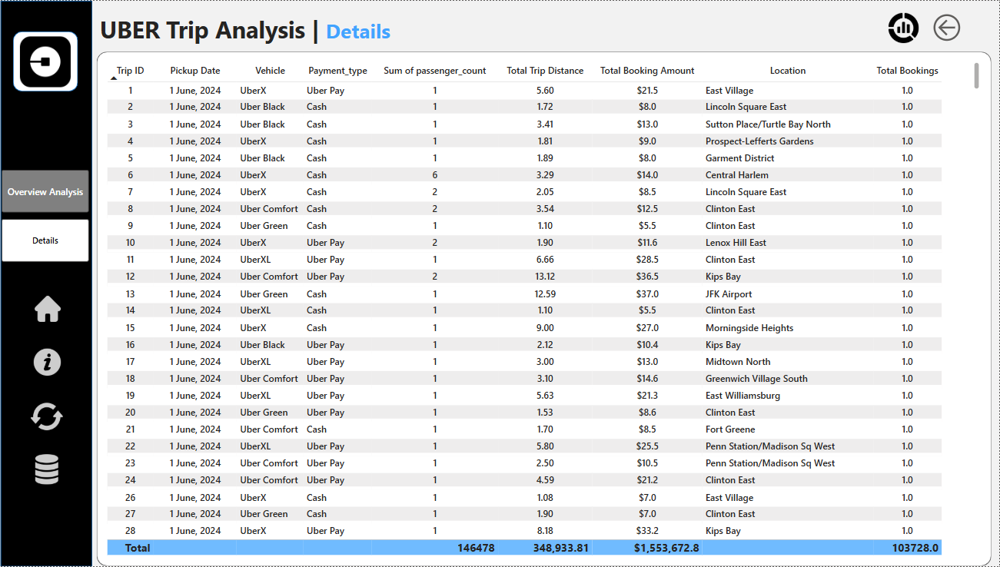 UBER Trip Analysis | Details
Trip ID Pickup Date Vehicle Payment_type Sum of passenger_count Total Trip Distance Total Booking Amount Location Total Bookings
1 1 June, 2024 UberX Uber Pay 1 5.60 $21.5 East Village 1.0
2 1 June, 2024 Uber Black Cash 1 1.72 $8.0 Lincoln Square East 1.0
3 1 June, 2024 Uber Black Cash 1 3.41 $13.0 Sutton Place/Turtle Bay North 1.0
4 1 June, 2024 UberX Cash 1 1.81 $9.0 Prospect-Lefferts Gardens 1.0
5 1 June, 2024 Uber Black Cash 1 1.89 $8.0 Garment District 1.0
6 1 June, 2024 UberX Cash 6 3.29 $14.0 Central Harlem 1.0
7 1 June, 2024 UberX Cash 2 2.05 $8.5 Lincoln Square East 1.0
8 1 June, 2024 Uber Comfort Cash 2 3.54 $12.5 Clinton East 1.0
9 1 June, 2024 Uber Green Cash 1 1.10 $5.5 Clinton East 1.0
10 1 June, 2024 UberX Uber Pay 2 1.90 $11.6 Lenox Hill East 1.0
11 1 June, 2024 UberXL Uber Pay 1 6.66 $28.5 Clinton East 1.0
12 1 June, 2024 Uber Comfort Uber Pay 2 13.12 $36.5 Kips Bay 1.0
13 1 June, 2024 Uber Green Cash 1 12.59 $37.0 JFK Airport 1.0
14 1 June, 2024 UberXL Cash 1 1.10 $5.5 Clinton East 1.0
15 1 June, 2024 UberX Cash 1 9.00 $27.0 Morningside Heights 1.0
16 1 June, 2024 Uber Black Uber Pay 1 2.12 $10.4 Kips Bay 1.0
17 1 June, 2024 UberXL Uber Pay 1 3.00 $13.0 Midtown North 1.0
18 1 June, 2024 Uber Comfort Uber Pay 1 3.10 $14.6 Greenwich Village South 1.0
19 1 June, 2024 UberXL Uber Pay 1 5.63 $21.3 East Williamsburg 1.0
20 1 June, 2024 Uber Green Uber Pay 1 1.53 $8.6 Clinton East 1.0
21 1 June, 2024 Uber Comfort Cash 1 1.70 $8.5 Fort Greene 1.0
22 1 June, 2024 UberXL Uber Pay 1 5.80 $25.5 Penn Station/Madison Sq West 1.0
23 1 June, 2024 Uber Comfort Uber Pay 1 2.50 $10.5 Penn Station/Madison Sq West 1.0
24 1 June, 2024 Uber Comfort Uber Pay 1 4.59 $21.2 Clinton East 1.0
26 1 June, 2024 UberX Cash 1 1.08 $7.0 East Village 1.0
27 1 June, 2024 Uber Green Cash 1 1.90 $7.0 Clinton East 1.0
28 1 June, 2024 UberX Uber Pay 1 8.18 $33.2 Kips Bay 1.0
Total 146478 348,933.81 $1,553,672.8 103728.0
Overview Analysis
Details